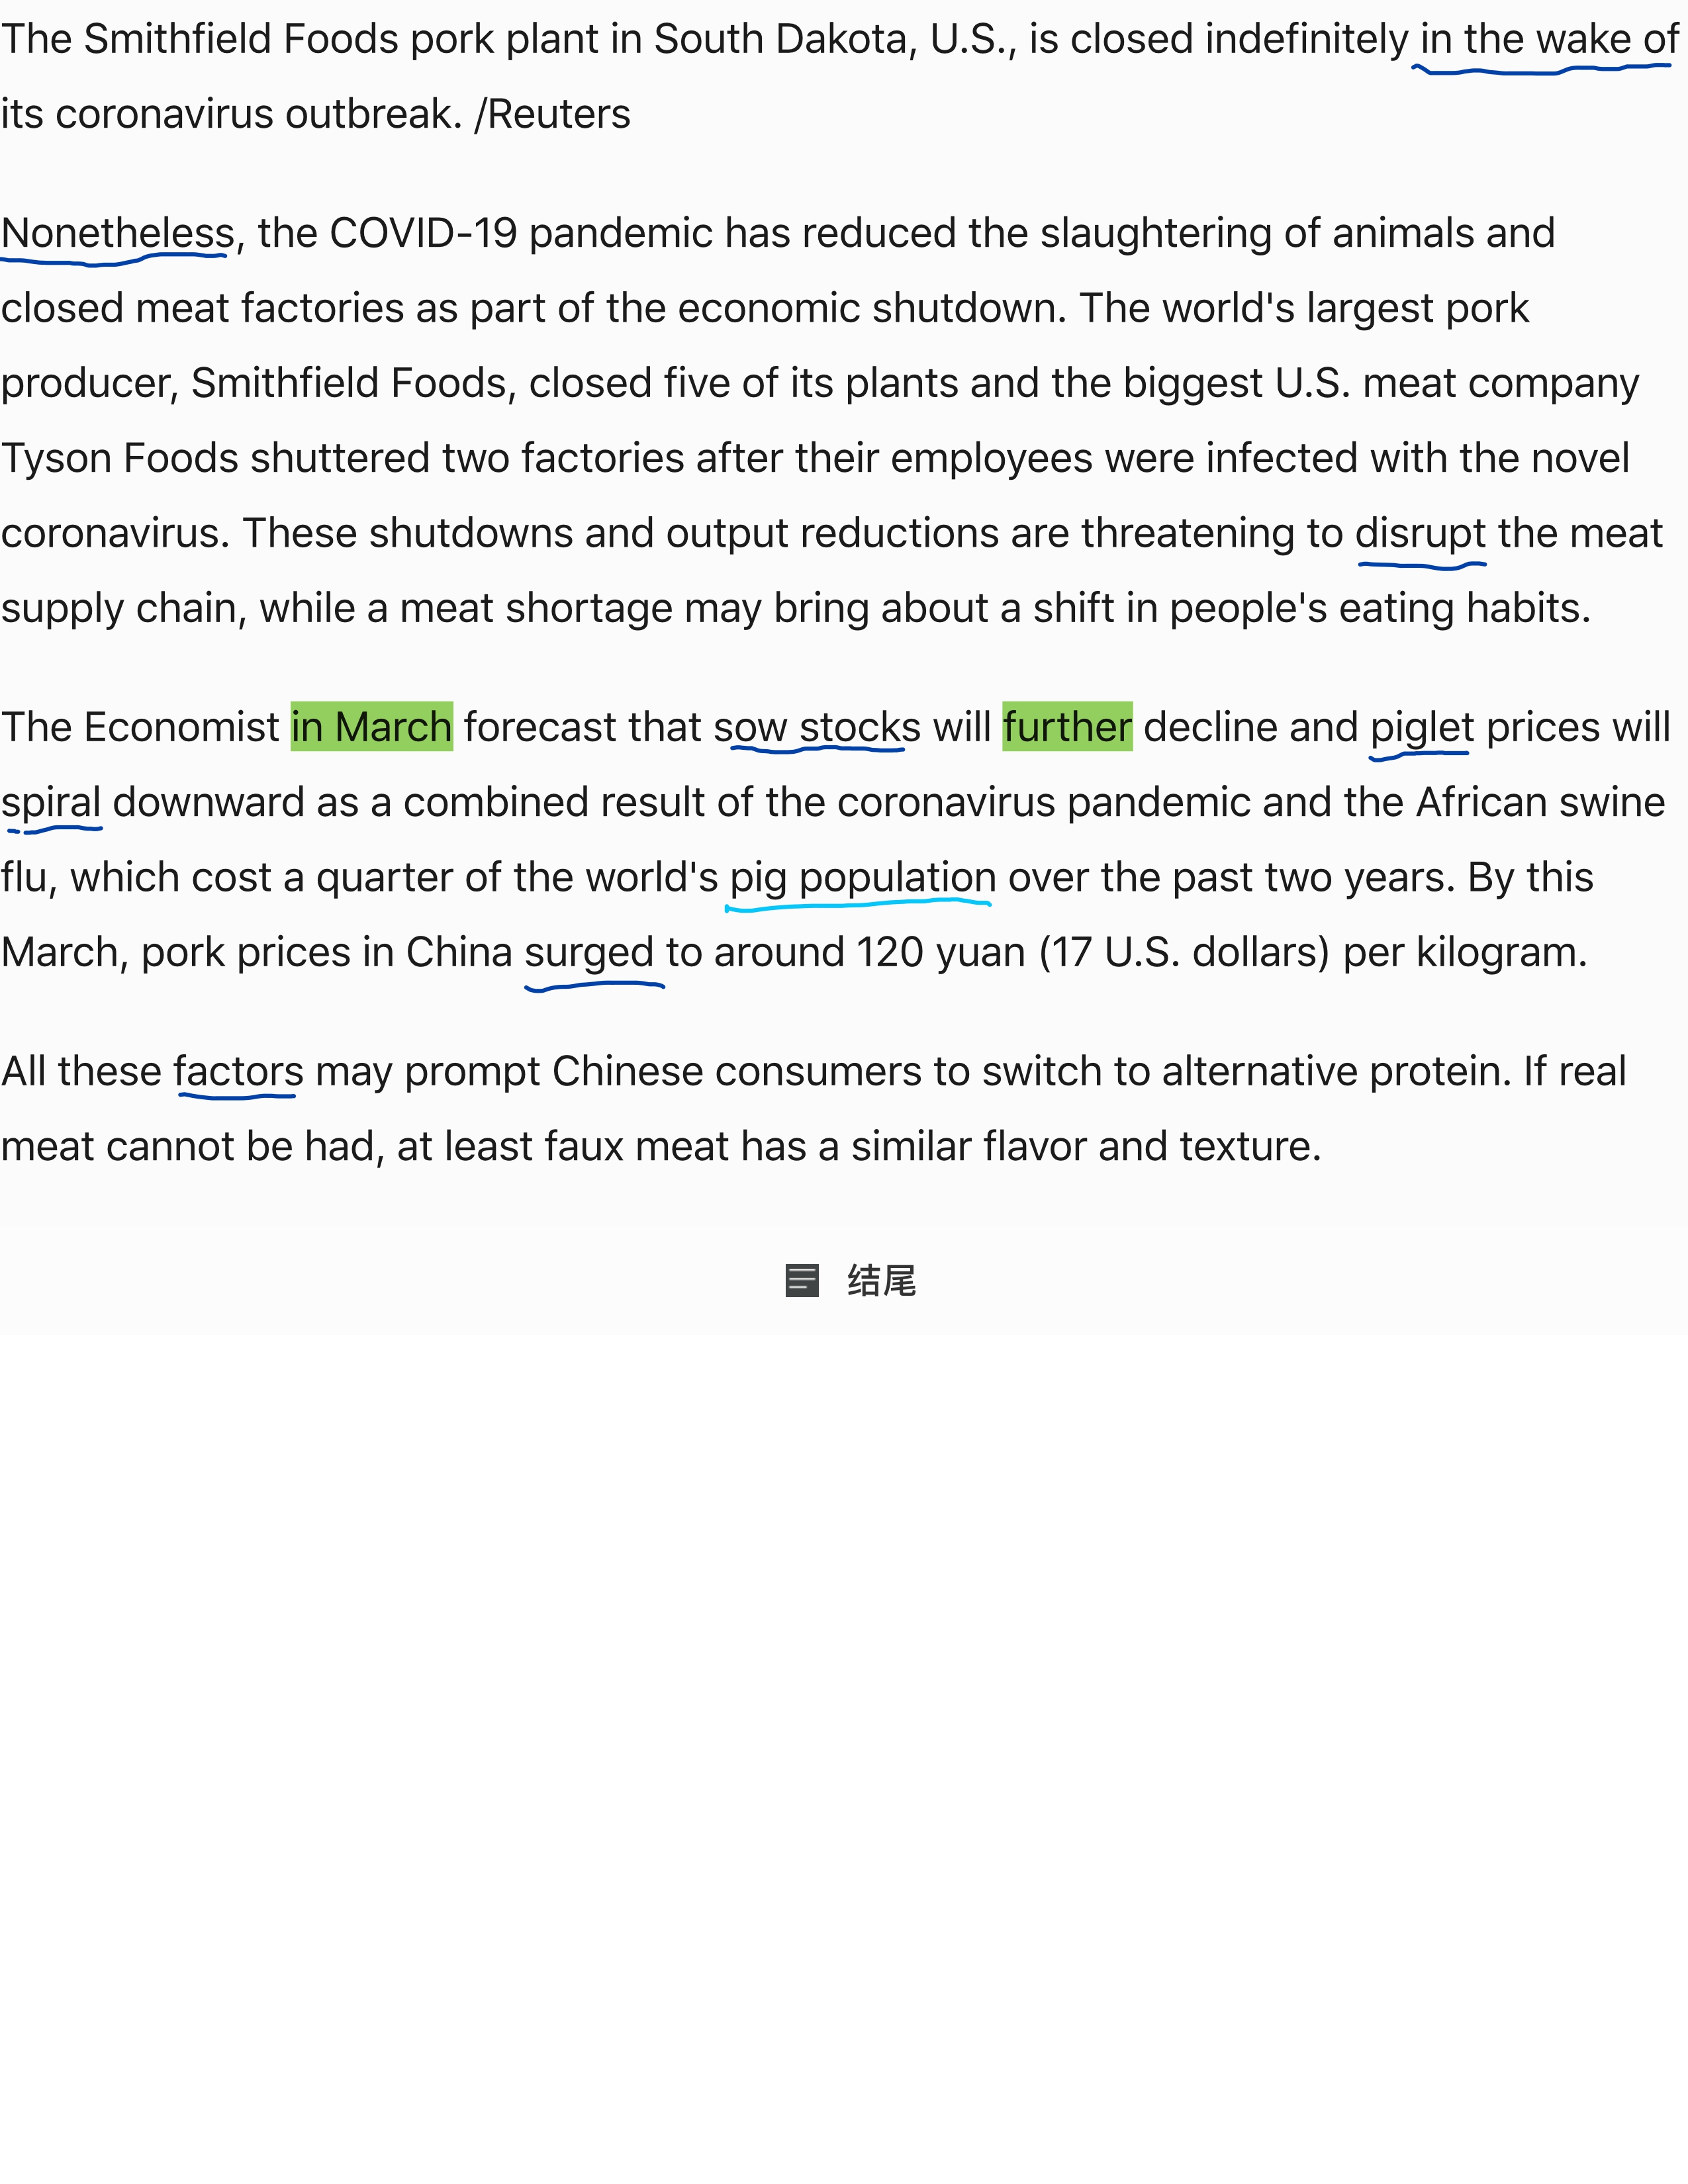 The Smithfield Foods pork plant in South Dakota, U.S., is closed indefinitely in the wake of
its coronavirus outbreak. /Reuters
Nonetheless, the COVID-19 pandemic has reduced the slaughtering of animals and
closed meat factories as part of the economic shutdown. The world's largest pork
producer, Smithfield Foods, closed five of its plants and the biggest U.S. meat company
Tyson Foods shuttered two factories after their employees were infected with the novel
coronavirus. These shutdowns and output reductions are threatening to disrupt the meat
supply chain, while a meat shortage may bring about a shift in people's eating habits.
The Economist in March forecast that sow stocks will further decline and piglet prices will
spiral downward as a combined result of the coronavirus pandemic and the African swine
flu, which cost a quarter of the world's pig population over the past two years. By this
March, pork prices in China surged to around 120 yuan (17 U.S. dollars) per kilogram.
All these factors may prompt Chinese consumers to switch to alternative protein. If real
meat cannot be had, at least faux meat has a similar flavor and texture.
结尾